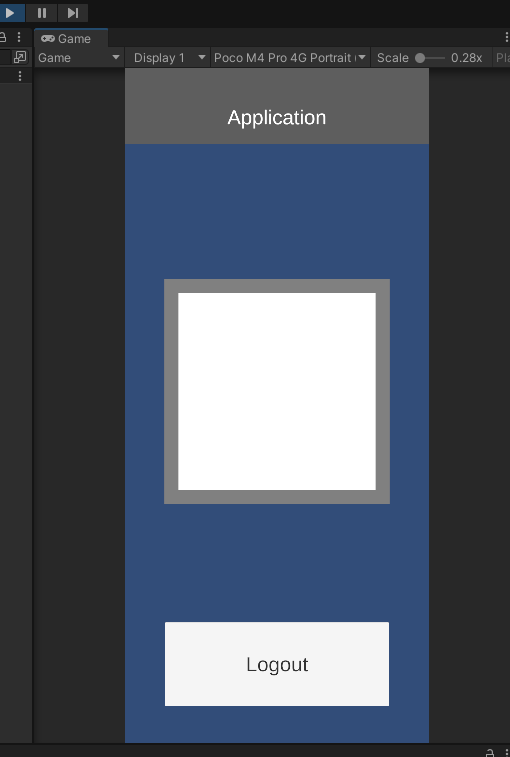 Game
Game Display 1 Poco M4 Pro 4G Portrait Scale 0.28x
Application
Logout